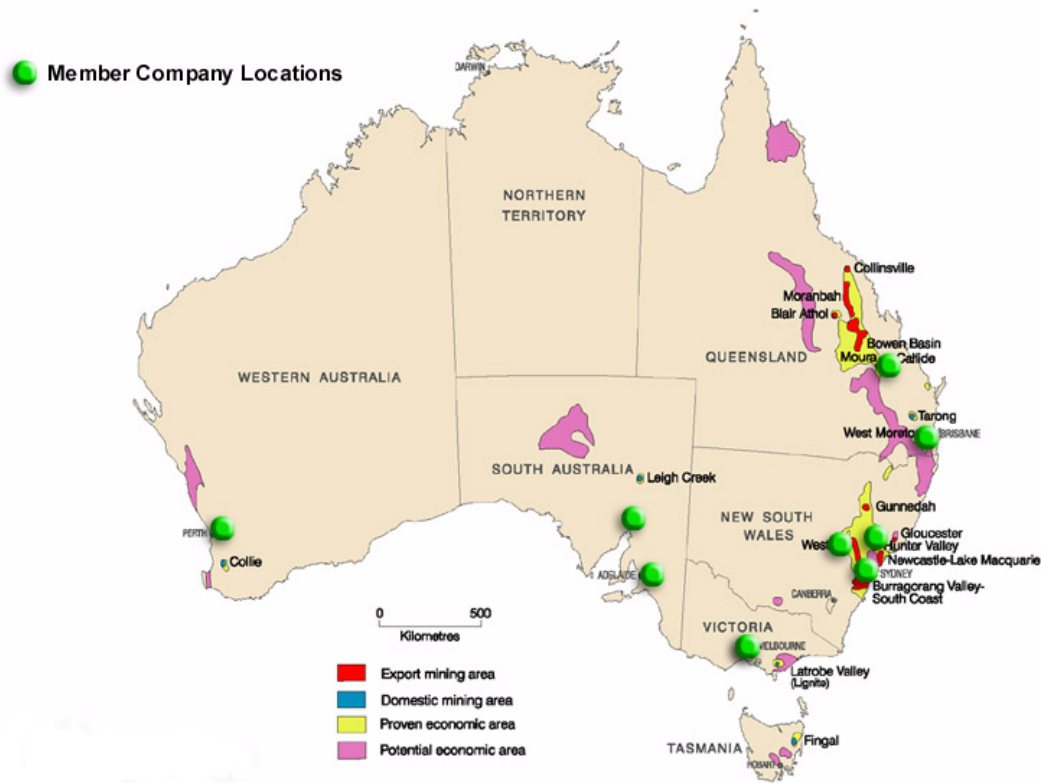 Member Company Locations
DARWIN
NORTHERN
TERRITORY
Collinsville
Moranbah
Blair Athol
Bowen Basin
Moura
Callide
QUEENSLAND
WESTERN AUSTRALIA
Tarong
West Moreto
BRISBANE
SOUTH AUSTRALIA
Leigh Creek
Gunnedah
NEW SOUTH
WALES
Gloucester
West
Hunter Valley
PERTH
Newcastle-Lake Macquarie
Collie
SYDNEY
ADELAIDE
Burragorang Valley-
South Coast
CANBERRA
0 500
Kilometres
VICTORIA
MELBOURNE
Export mining area
Latrobe Valley
(Lignite)
Domestic mining area
Proven economic area
Potential economic area
Fingal
TASMANIA
HOBART